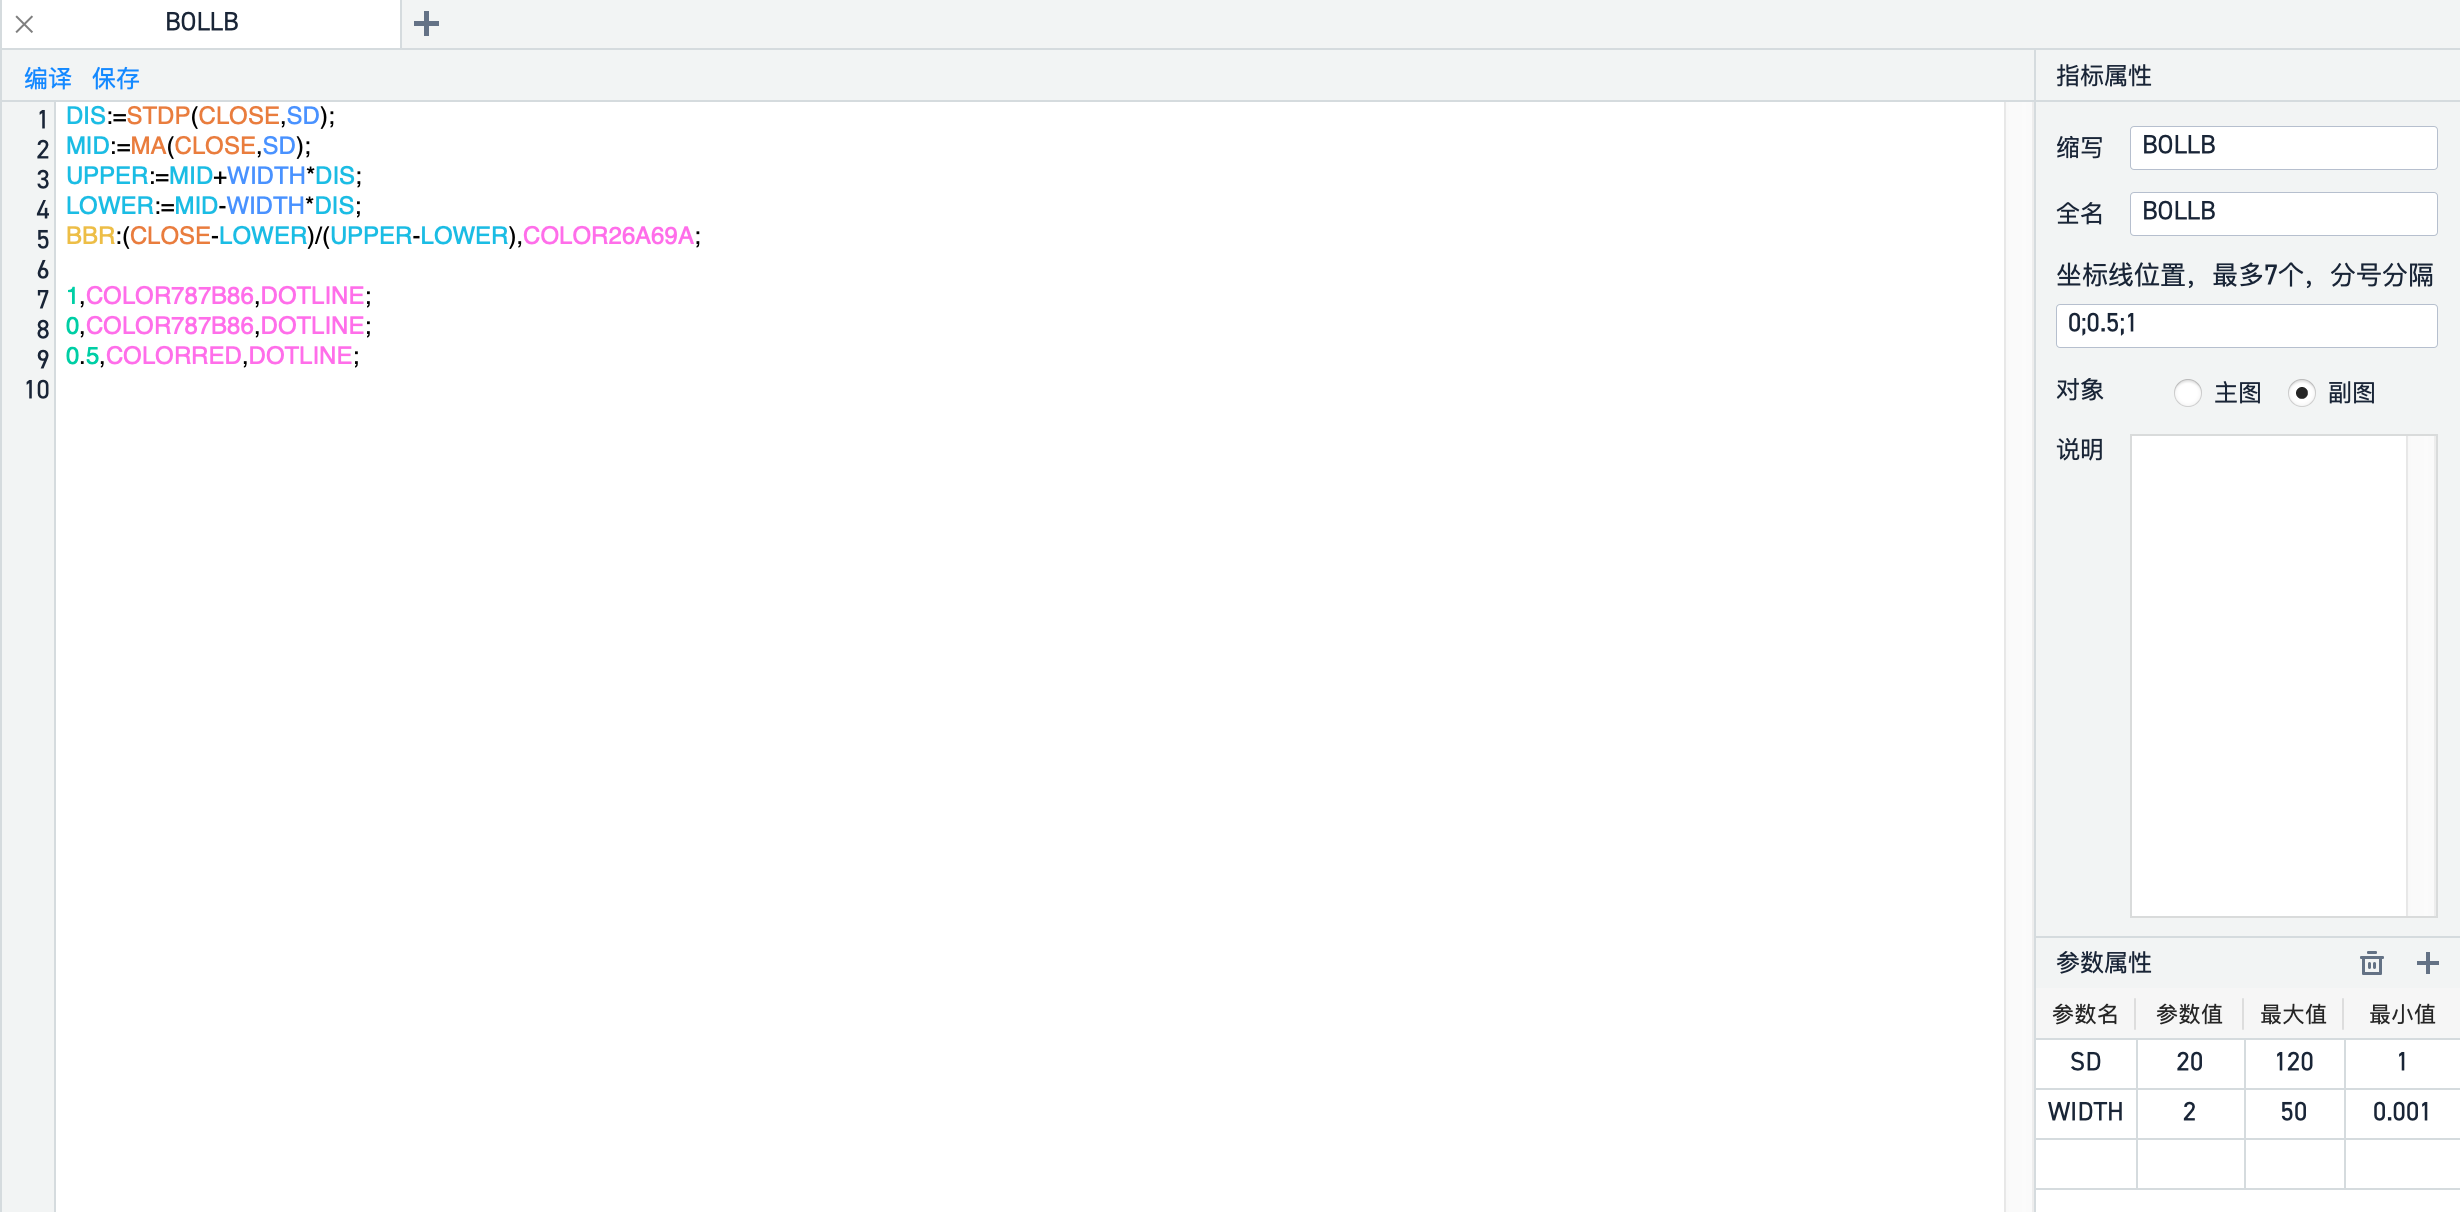 BOLLB
编译 保存
1 DIS:=STDP(CLOSE,SD);
2 MID:=MA(CLOSE,SD);
3 UPPER:=MID+WIDTH*DIS;
4 LOWER:=MID-WIDTH*DIS;
5 BBR:(CLOSE-LOWER)/(UPPER-LOWER),COLOR26A69A;
6
7 1,COLOR787B86,DOTLINE;
8 0,COLOR787B86,DOTLINE;
9 0.5,COLORRED,DOTLINE;
10
指标属性
缩写 BOLLB
全名 BOLLB
坐标线位置，最多7个，分号分隔
0;0.5;1
对象 主图 副图
说明
参数属性
参数名 参数值 最大值 最小值
SD 20 120 1
WIDTH 2 50 0.001